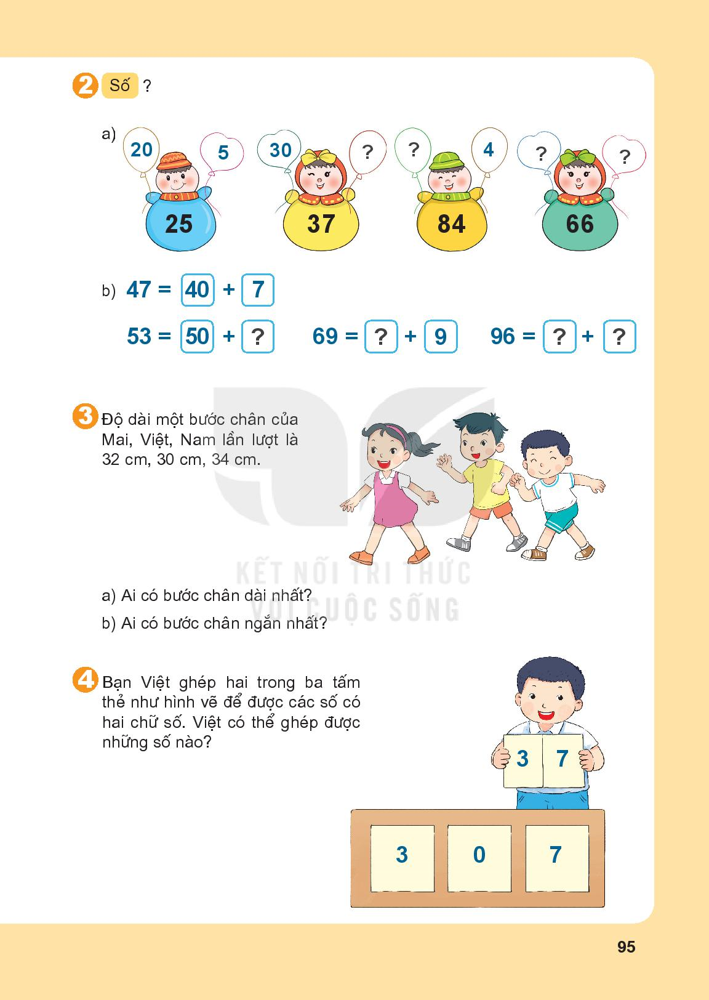 2 Số ?
a) 20 5 30 ? ? 4 ? ?
25 37 84 66
b) 47 = 40 + 7
53 = 50 + ? 69 = ? + 9 96 = ? + ?
3 Độ dài một bước chân của
Mai, Việt, Nam lần lượt là
32 cm, 30 cm, 34 cm.
KẾT NỐI TRI THỨC
VỚI CUỘC SỐNG
a) Ai có bước chân dài nhất?
b) Ai có bước chân ngắn nhất?
4 Bạn Việt ghép hai trong ba tấm
thẻ như hình vẽ để được các số có
hai chữ số. Việt có thể ghép được
những số nào?
3 7
3 0 7
95